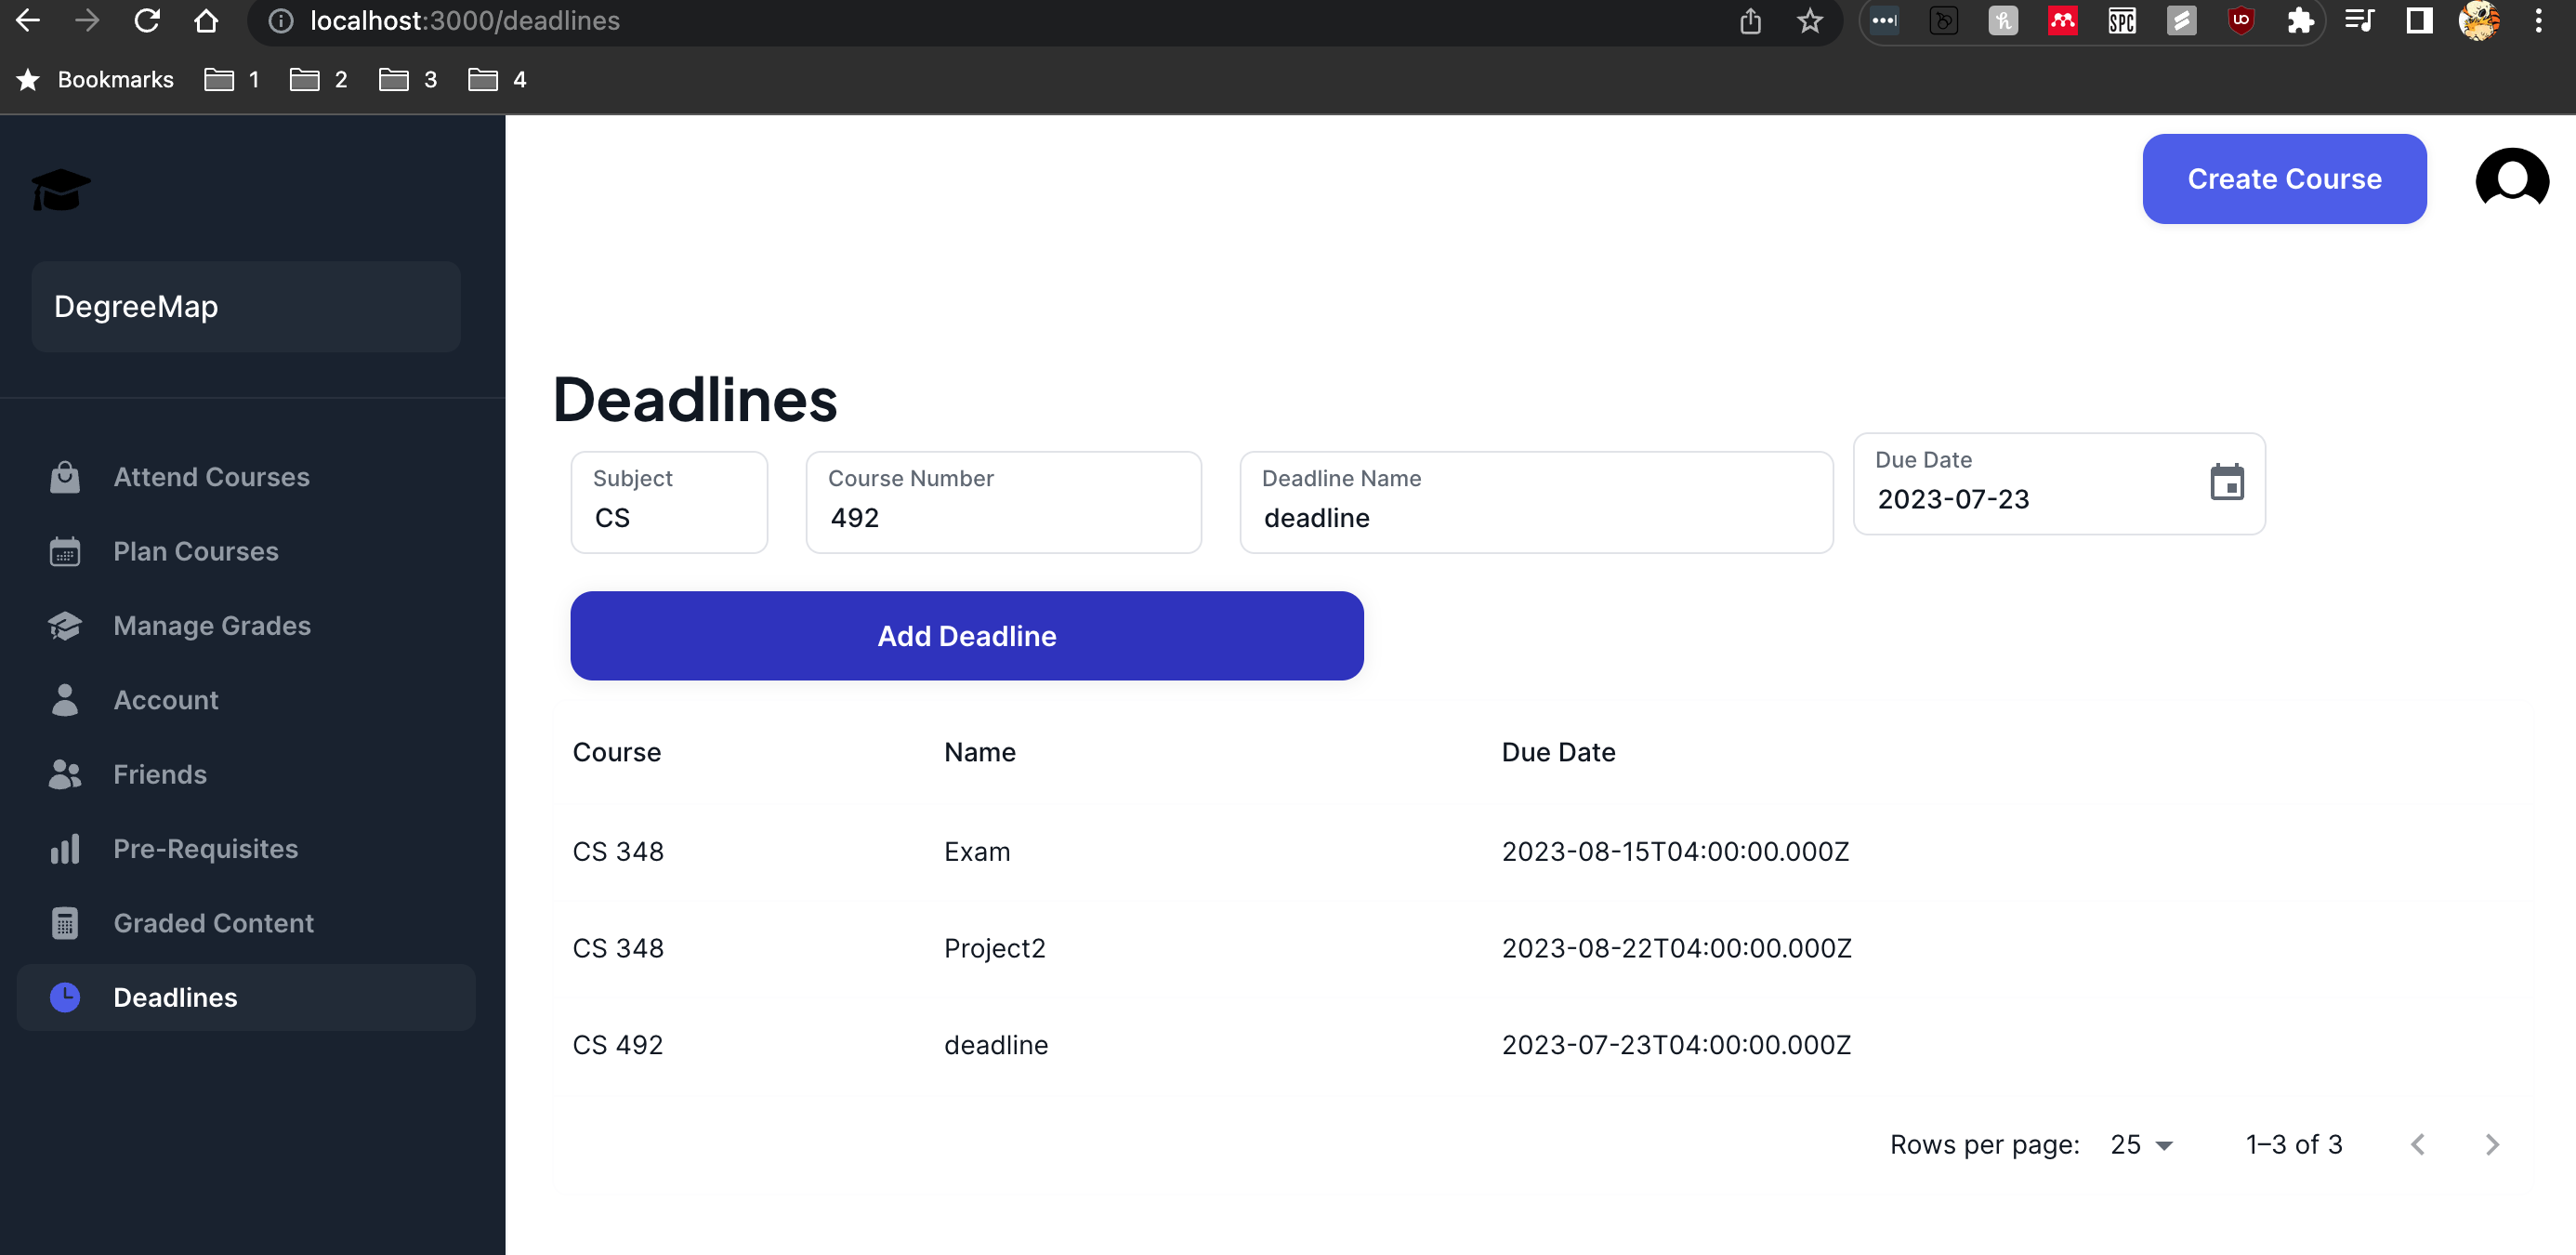 localhost:3000/deadlines
Bookmarks 1 2 3 4
Create Course
DegreeMap
Attend Courses
Plan Courses
Manage Grades
Account
Friends
Pre-Requisites
Graded Content
Deadlines
Deadlines
Subject Course Number Deadline Name Due Date
CS 492 deadline 2023-07-23
Add Deadline
Course Name Due Date
CS 348 Exam 2023-08-15T04:00:00.000Z
CS 348 Project2 2023-08-22T04:00:00.000Z
CS 492 deadline 2023-07-23T04:00:00.000Z
Rows per page: 25 1–3 of 3